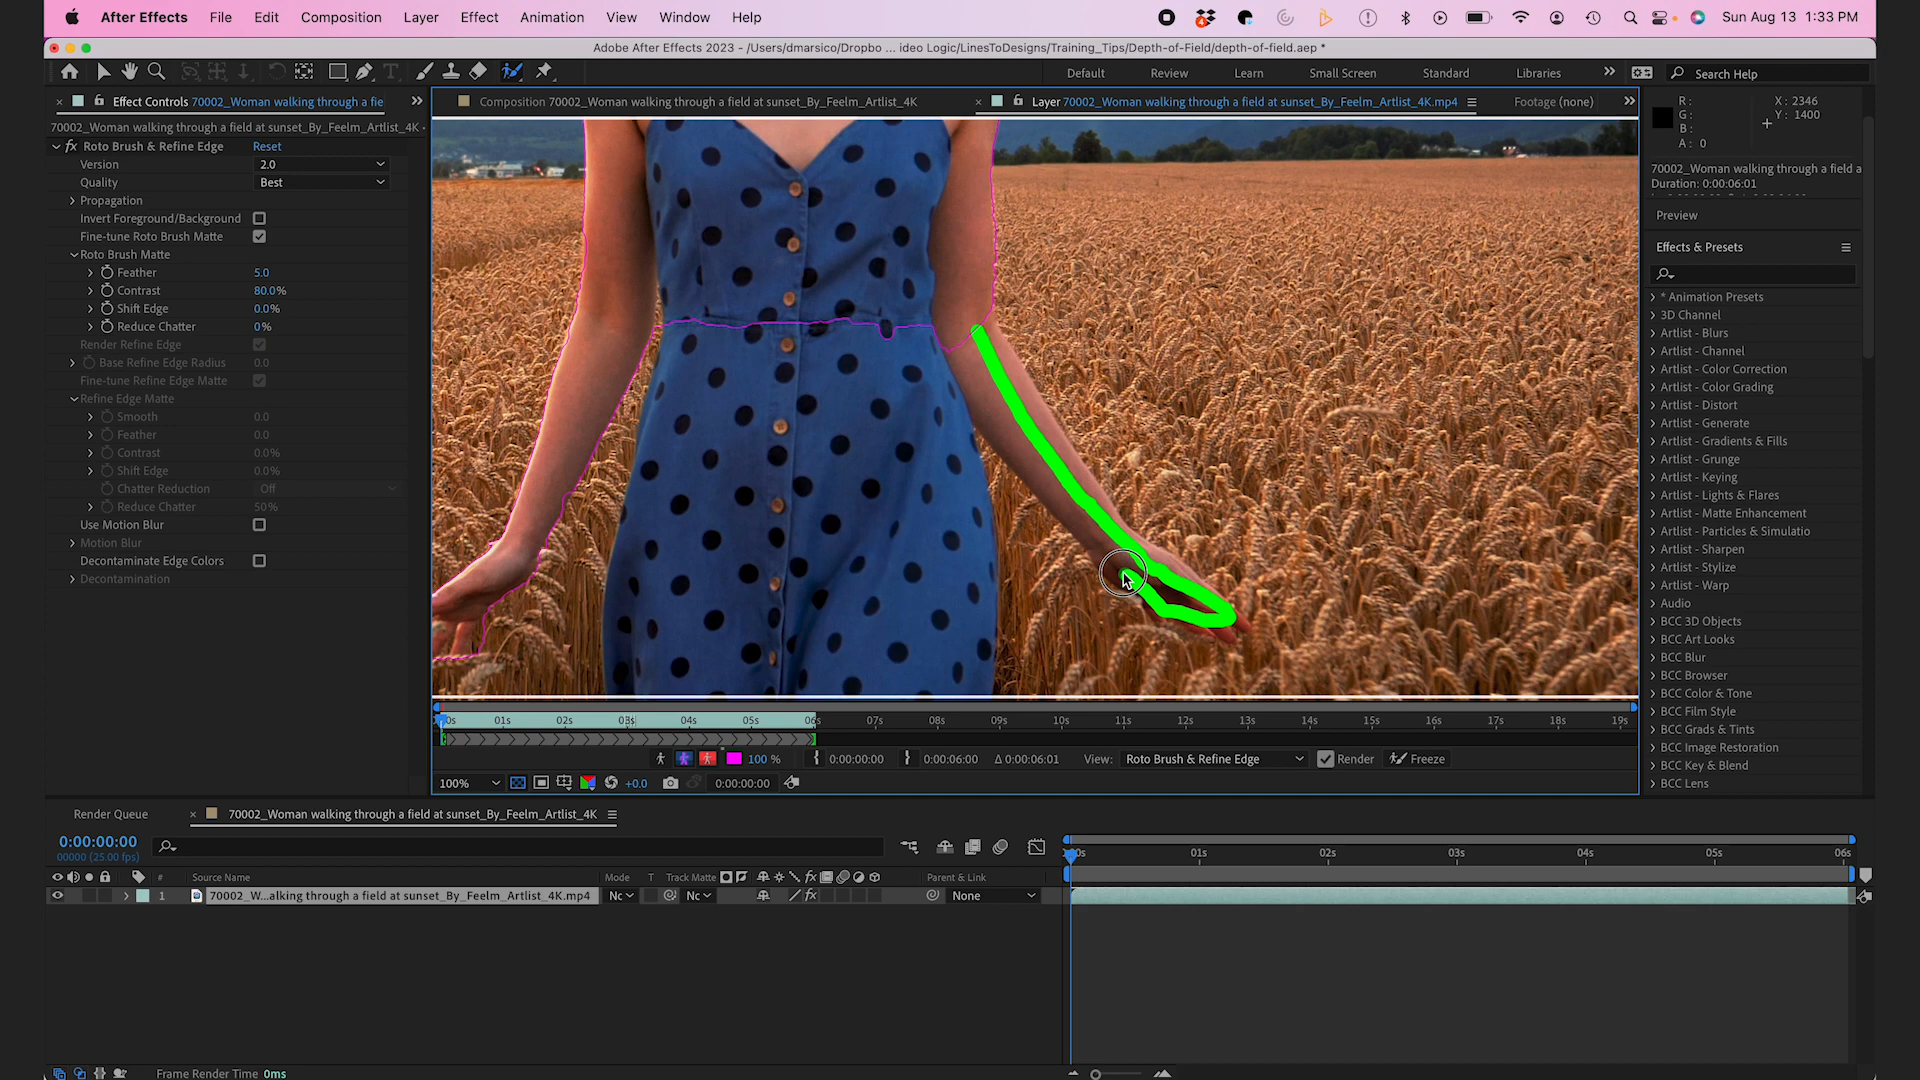 After Effects File Edit Composition Layer Effect Animation View Window Help Sun Aug 13 1:33 PM
Adobe After Effects 2023 - /Users/dmarsico/Dropbo ... ideo Logic/LinesToDesigns/Training_Tips/Depth-of-Field/depth-of-field.aep *
Default Review Learn Small Screen Standard Libraries Search Help
Effect Controls 70002_Woman walking through a fie
Composition 70002_Woman walking through a field at sunset_By_Feelm_Artlist_4K
Layer 70002_Woman walking through a field at sunset_By_Feelm_Artlist_4K.mp4
Footage (none)
70002_Woman walking through a field at sunset_By_Feelm_Artlist_4K
Roto Brush & Refine Edge Reset
Version 2.0
Quality Best
Propagation
Invert Foreground/Background
Fine-tune Roto Brush Matte
Roto Brush Matte
Feather 5.0
Contrast 80.0%
Shift Edge 0.0%
Reduce Chatter 0%
Render Refine Edge
Base Refine Edge Radius 0.0
Fine-tune Refine Edge Matte
Refine Edge Matte
Smooth 0.0
Feather 0.0
Contrast 0.0%
Shift Edge 0.0%
Chatter Reduction Off
Reduce Chatter 50%
Use Motion Blur
Motion Blur
Decontaminate Edge Colors
Decontamination
R: X: 2346
G: Y: 1400
B:
A: 0
70002_Woman walking through a field a
Duration: 0:00:06:01
Preview
Effects & Presets
* Animation Presets
3D Channel
Artlist - Blurs
Artlist - Channel
Artlist - Color Correction
Artlist - Color Grading
Artlist - Distort
Artlist - Generate
Artlist - Gradients & Fills
Artlist - Grunge
Artlist - Keying
Artlist - Lights & Flares
Artlist - Matte Enhancement
Artlist - Particles & Simulatio
Artlist - Sharpen
Artlist - Stylize
Artlist - Warp
Audio
BCC 3D Objects
BCC Art Looks
BCC Blur
BCC Browser
BCC Color & Tone
BCC Film Style
BCC Grads & Tints
BCC Image Restoration
BCC Key & Blend
BCC Lens
0s 01s 02s 03s 04s 05s 06s 07s 08s 09s 10s 11s 12s 13s 14s 15s 16s 17s 18s 19s
100 % 0:00:00:00 0:00:06:00 Δ 0:00:06:01 View: Roto Brush & Refine Edge Render Freeze
100% +0.0 0:00:00:00
Render Queue 70002_Woman walking through a field at sunset_By_Feelm_Artlist_4K
0:00:00:00
00000 (25.00 fps)
0s 01s 02s 03s 04s 05s 06s
# Source Name Mode T Track Matte Parent & Link
1 70002_W...alking through a field at sunset_By_Feelm_Artlist_4K.mp4 Nc Nc None
Frame Render Time 0ms